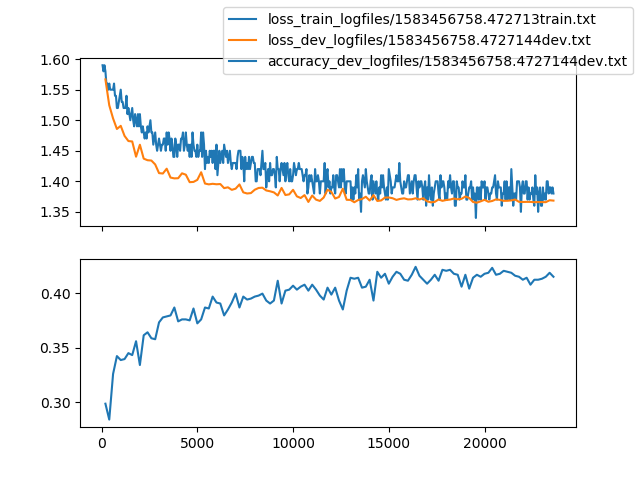 loss_train_logfiles/1583456758.472713train.txt
loss_dev_logfiles/1583456758.4727144dev.txt
accuracy_dev_logfiles/1583456758.4727144dev.txt
1.60
1.55
1.50
1.45
1.40
1.35
0.40
0.35
0.30
0 5000 10000 15000 20000